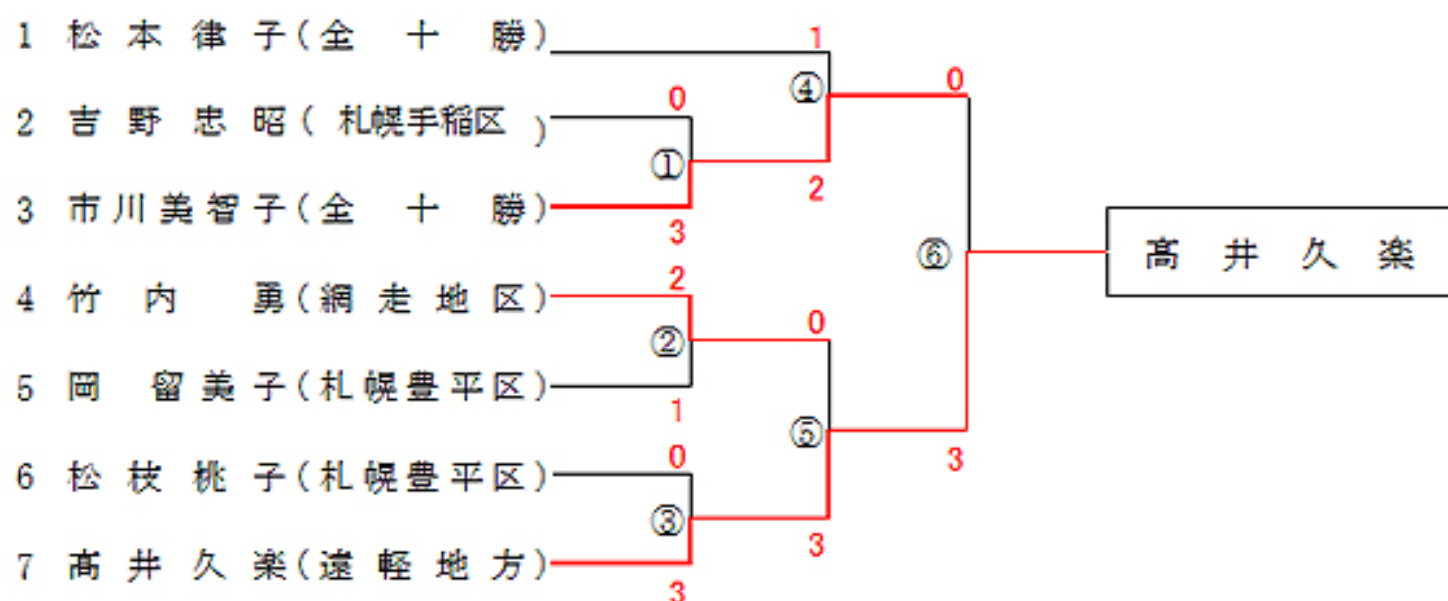 1 松本律子(全十勝)
1
④
0
2 吉野忠昭( 札幌手稲区 )
0
①
3 市川美智子(全十勝)
3
2
⑥
髙井久楽
4 竹内勇(網走地区)
2
②
0
5 岡留美子(札幌豊平区)
1
⑤
3
6 松枝桃子(札幌豊平区)
0
③
3
7 髙井久楽(遠軽地方)
3